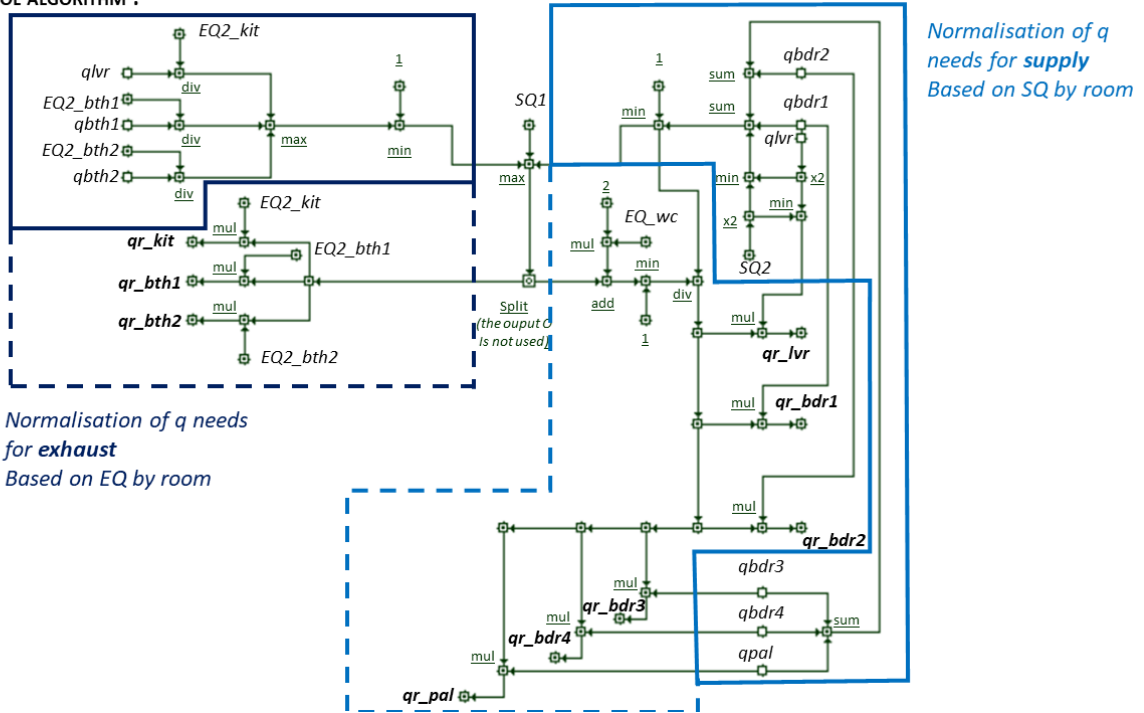 OL ALGORITHM :
EQ2_kit
qlvr
div
EQ2_bth1
qbth1
div
EQ2_bth2
qbth2
div
max
1
min
SQ1
max
EQ2_kit
mul
qr_kit
EQ2_bth1
mul
qr_bth1
mul
qr_bth2
EQ2_bth2
Split
(the ouput O
Is not used)
2
EQ_wc
mul
min
add
1
div
Normalisation of q needs
for exhaust
Based on EQ by room
1
min
sum
qbdr2
sum
qbdr1
qlvr
min
x2
min
x2
SQ2
Normalisation of q
needs for supply
Based on SQ by room
mul
qr_lvr
mul
qr_bdr1
mul
qr_bdr2
qbdr3
mul
qr_bdr3
qbdr4
sum
mul
qr_bdr4
qpal
mul
qr_pal